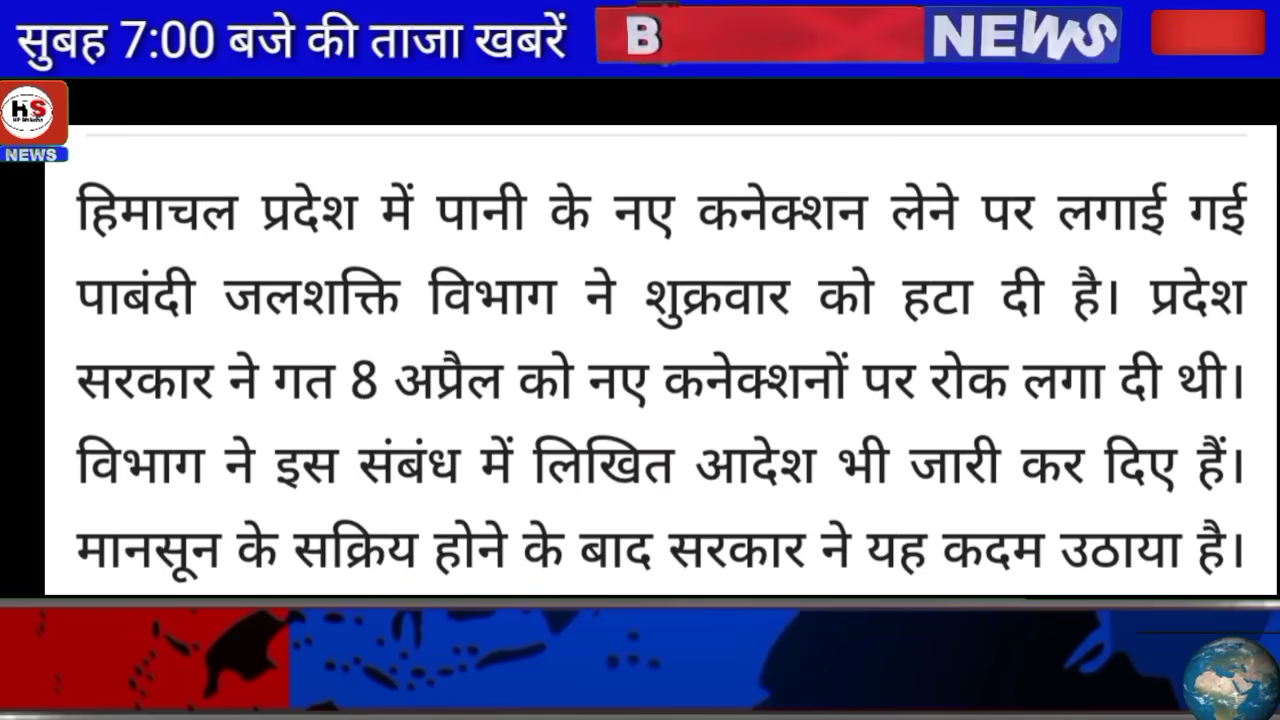 सुबह 7:00 बजे की ताजा खबरें
B
NEWS
HS
NEWS
हिमाचल प्रदेश में पानी के नए कनेक्शन लेने पर लगाई गई
पाबंदी जलशक्ति विभाग ने शुक्रवार को हटा दी है। प्रदेश
सरकार ने गत 8 अप्रैल को नए कनेक्शनों पर रोक लगा दी थी।
विभाग ने इस संबंध में लिखित आदेश भी जारी कर दिए हैं।
मानसून के सक्रिय होने के बाद सरकार ने यह कदम उठाया है।